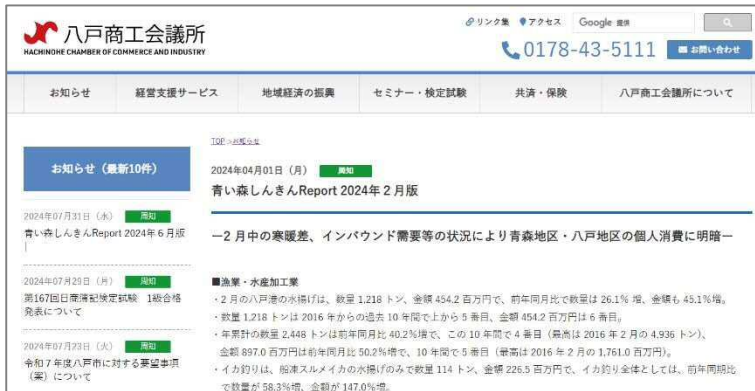 八戸商工会議所
HACHINOHE CHAMBER OF COMMERCE AND INDUSTRY
リンク集 アクセス Google 提供
0178-43-5111 お問い合わせ
お知らせ 経営支援サービス 地域経済の振興 セミナー・検定試験 共済・保険 八戸商工会議所について
TOP >お知らせ
お知らせ（最新10件）
2024年07月31日（水） 周知
青い森しんきんReport 2024年6月版
2024年07月29日（月） 周知
第167回日商簿記検定試験 1級合格発表について
2024年07月23日（火） 周知
令和７年度八戸市に対する要望事項（案）について
2024年04月01日（月） 周知
青い森しんきんReport 2024年２月版
ー2 月中の寒暖差、インバウンド需要等の状況により青森地区・八戸地区の個人消費に明暗ー
■漁業・水産加工業
・2 月の八戸港の水揚げは、数量 1,218 トン、金額 454.2 百万円で、前年同月比で数量は 26.1％ 増、金額も 45.1％増。
・数量 1,218 トンは 2016 年からの過去 10 年間で上から 5 番目、金額 454.2 百万円は 6 番目。
・年累計の数量 2,448 トンは前年同月比 40.2％増で、この 10 年間で 4 番目（最高は 2016 年 2 月の 4,936 トン）、
金額 897.0 百万円は前年同月比 50.2％増で、10 年間で 5 番目（最高は 2016 年 2 月の 1,761.0 百万円）。
・イカ釣りは、船凍スルメイカの水揚げのみで数量 114 トン、金額 226.5 百万円で、イカ釣り全体としては、前年同期比
で数量が 58.3％増、金額が 147.0％増。